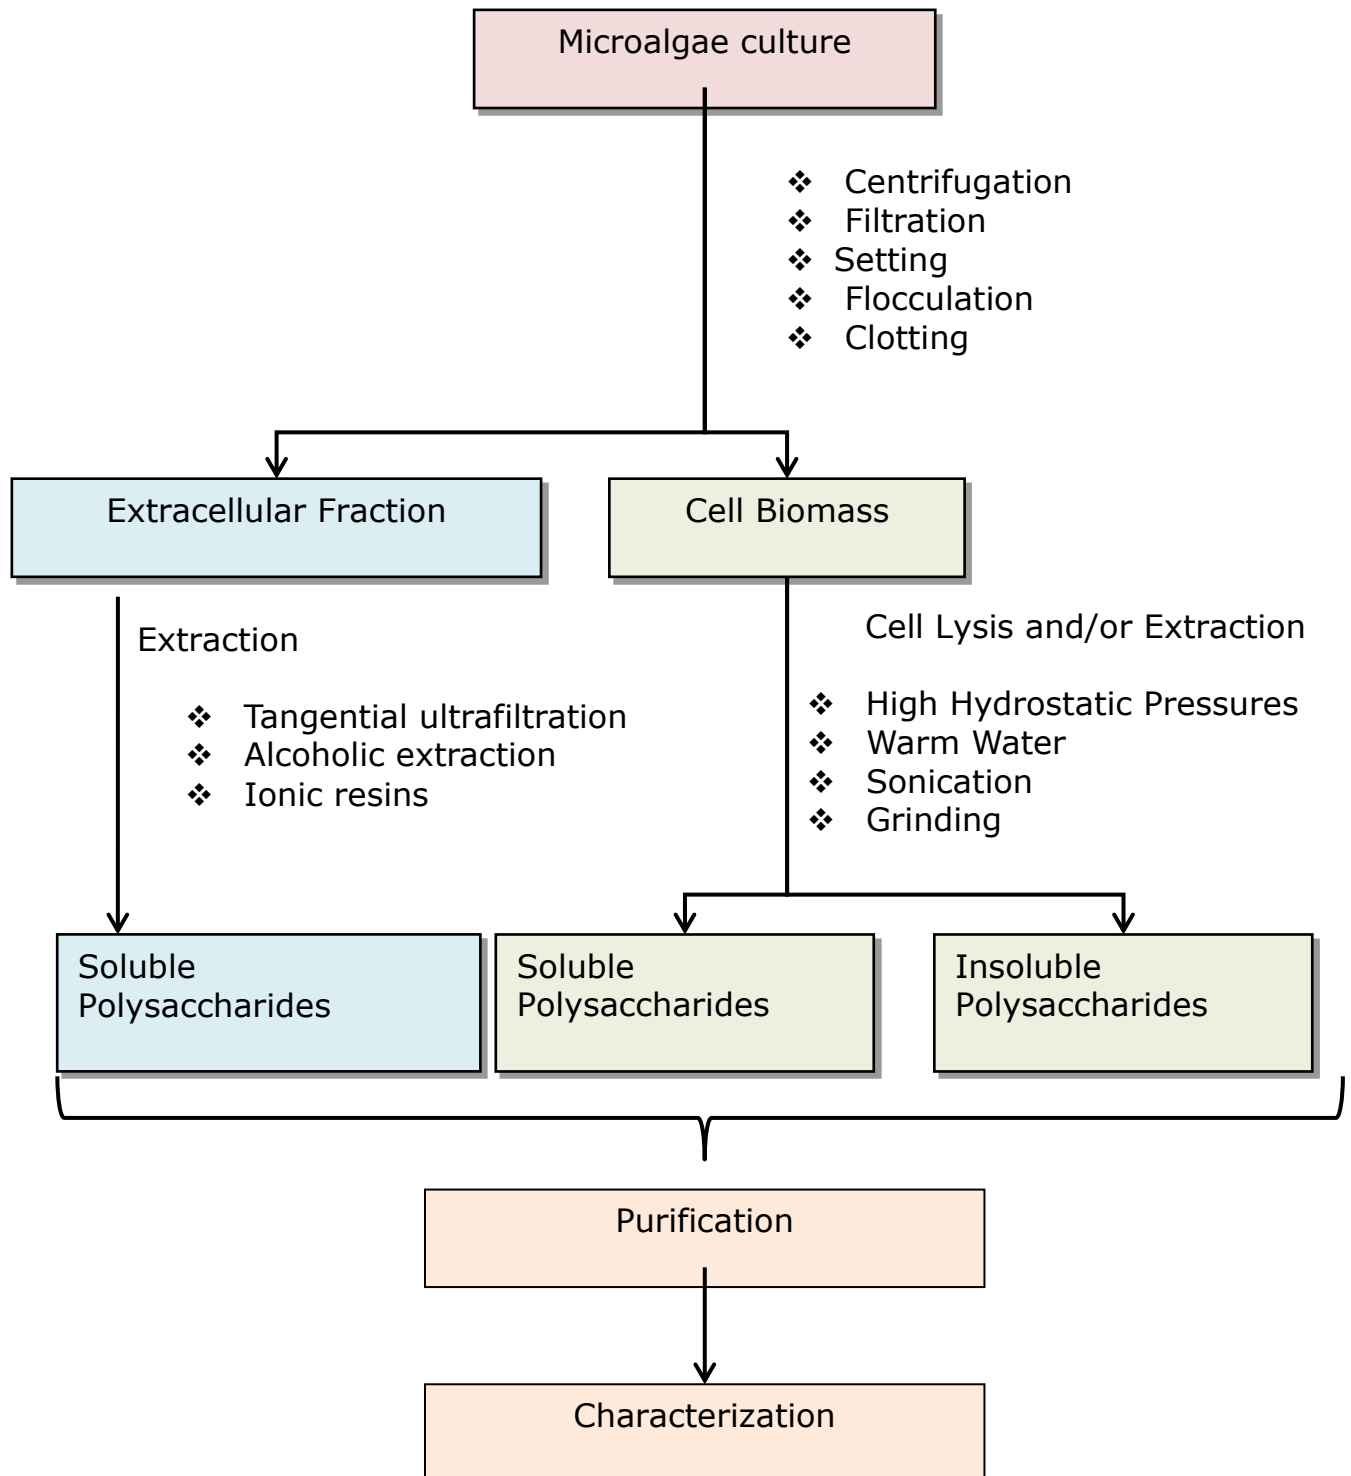 Microalgae culture
❖ Centrifugation
❖ Filtration
❖ Setting
❖ Flocculation
❖ Clotting
Extracellular Fraction
Cell Biomass
Extraction
❖ Tangential ultrafiltration
❖ Alcoholic extraction
❖ Ionic resins
Cell Lysis and/or Extraction
❖ High Hydrostatic Pressures
❖ Warm Water
❖ Sonication
❖ Grinding
Soluble
Polysaccharides
Soluble
Polysaccharides
Insoluble
Polysaccharides
Purification
Characterization